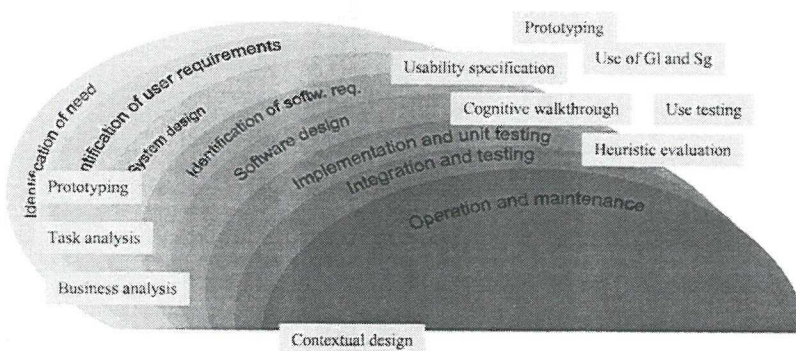 Prototyping
Use of Gl and Sg
Usability specification
Cognitive walkthrough
Use testing
Heuristic evaluation
Identification of need
ntification of user requirements
System design
Identification of softw. req.
Software design
Implementation and unit testing
Integration and testing
Operation and maintenance
Prototyping
Task analysis
Business analysis
Contextual design